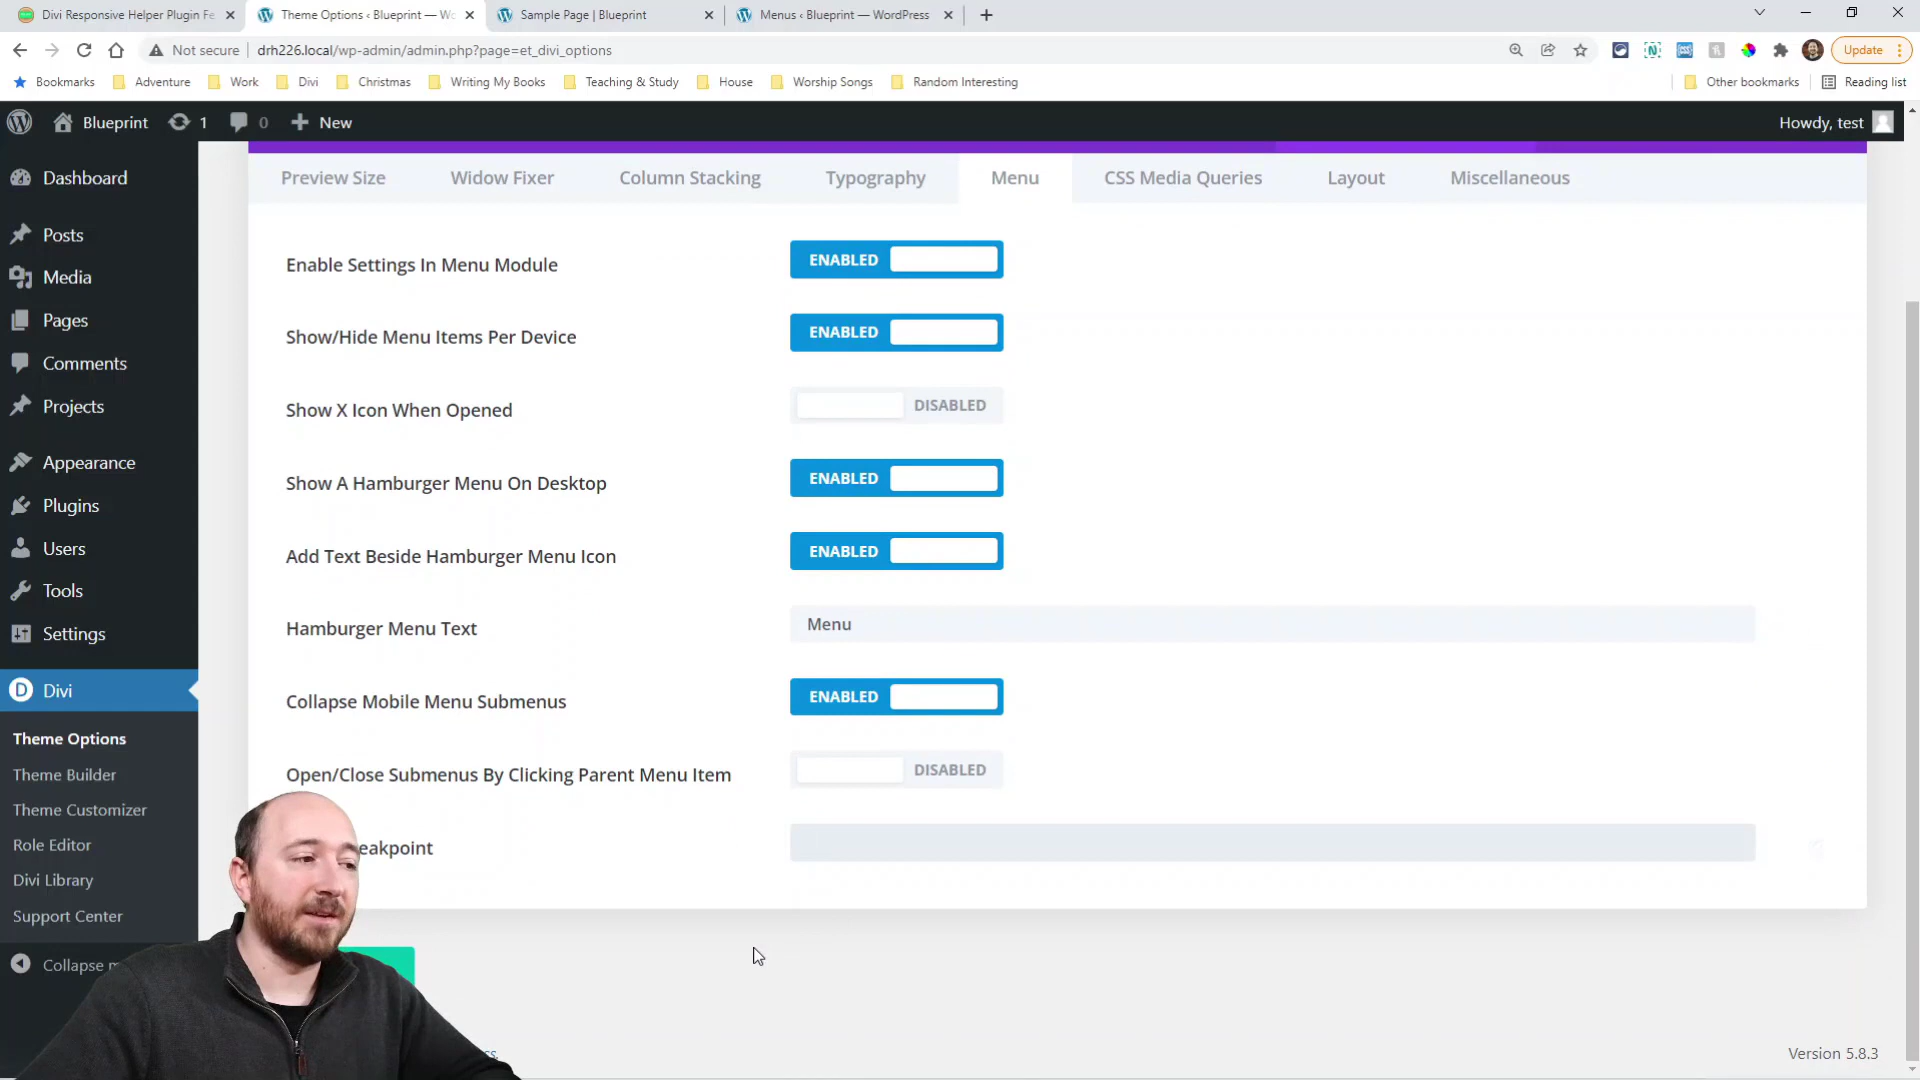 Divi Responsive Helper Plugin Fe
Theme Options ‹ Blueprint — Wo
Sample Page | Blueprint
Menus ‹ Blueprint — WordPress
Not secure drh226.local/wp-admin/admin.php?page=et_divi_options
Update
Bookmarks Adventure Work Divi Christmas Writing My Books Teaching & Study House Worship Songs Random Interesting Other bookmarks Reading list
Blueprint 1 0 New Howdy, test
Dashboard
Posts
Media
Pages
Comments
Projects
Appearance
Plugins
Users
Tools
Settings
Divi
Theme Options
Theme Builder
Theme Customizer
Role Editor
Divi Library
Support Center
Collapse m
Preview Size Widow Fixer Column Stacking Typography Menu CSS Media Queries Layout Miscellaneous
Enable Settings In Menu Module ENABLED
Show/Hide Menu Items Per Device ENABLED
Show X Icon When Opened DISABLED
Show A Hamburger Menu On Desktop ENABLED
Add Text Beside Hamburger Menu Icon ENABLED
Hamburger Menu Text Menu
Collapse Mobile Menu Submenus ENABLED
Open/Close Submenus By Clicking Parent Menu Item DISABLED
eakpoint
Version 5.8.3